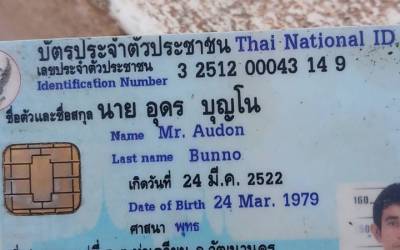 บัตรประจำตัวประชาชน Thai National ID
เลขประจำตัวประชาชน
Identification Number 3 2512 00043 14 9
ชื่อตัวและชื่อสกุล นาย อุดร บุญโน
Name Mr. Audon
Last name Bunno
เกิดวันที่ 24 มี.ค. 2522
Date of Birth 24 Mar. 1979
ศาสนา พุทธ
160